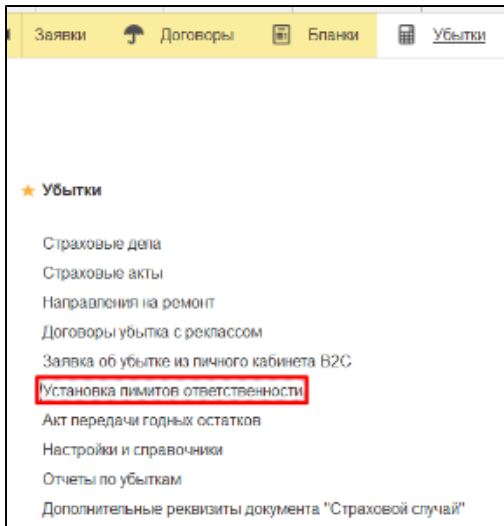 Заявки Договоры Бланки Убытки
Убытки
Страховые дела
Страховые акты
Направления на ремонт
Договоры убытка с реклассом
Заявка об убытке из личного кабинета B2C
Установка лимитов ответственности
Акт передачи годных остатков
Настройки и справочники
Отчеты по убыткам
Дополнительные реквизиты документа "Страховой случай"